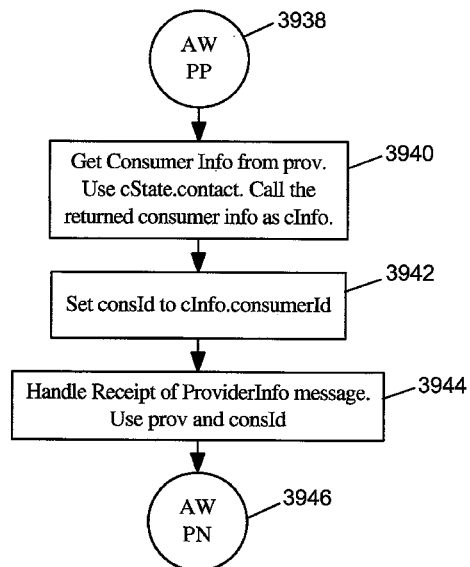 AW
PP
3938
Get Consumer Info from prov.
Use cState.contact. Call the
returned consumer info as cInfo.
3940
Set consId to cInfo.consumerId
3942
Handle Receipt of ProviderInfo message.
Use prov and consId
3944
AW
PN
3946